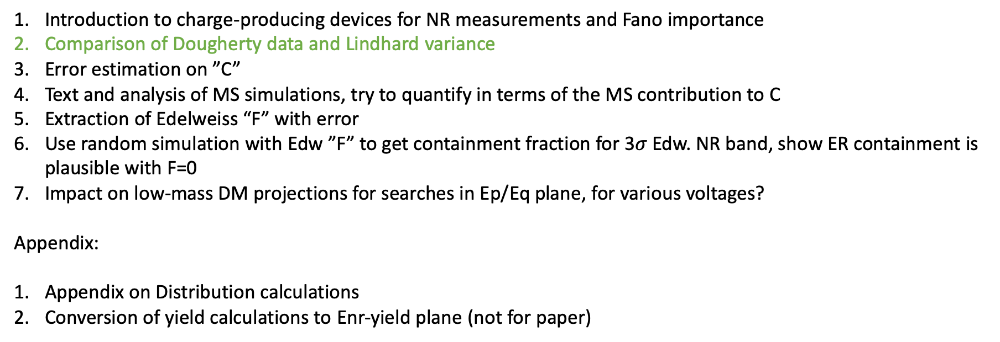 1. Introduction to charge-producing devices for NR measurements and Fano importance
2. Comparison of Dougherty data and Lindhard variance
3. Error estimation on ”C”
4. Text and analysis of MS simulations, try to quantify in terms of the MS contribution to C
5. Extraction of Edelweiss “F” with error
6. Use random simulation with Edw ”F” to get containment fraction for 3σ Edw. NR band, show ER containment is
plausible with F=0
7. Impact on low-mass DM projections for searches in Ep/Eq plane, for various voltages?
Appendix:
1. Appendix on Distribution calculations
2. Conversion of yield calculations to Enr-yield plane (not for paper)